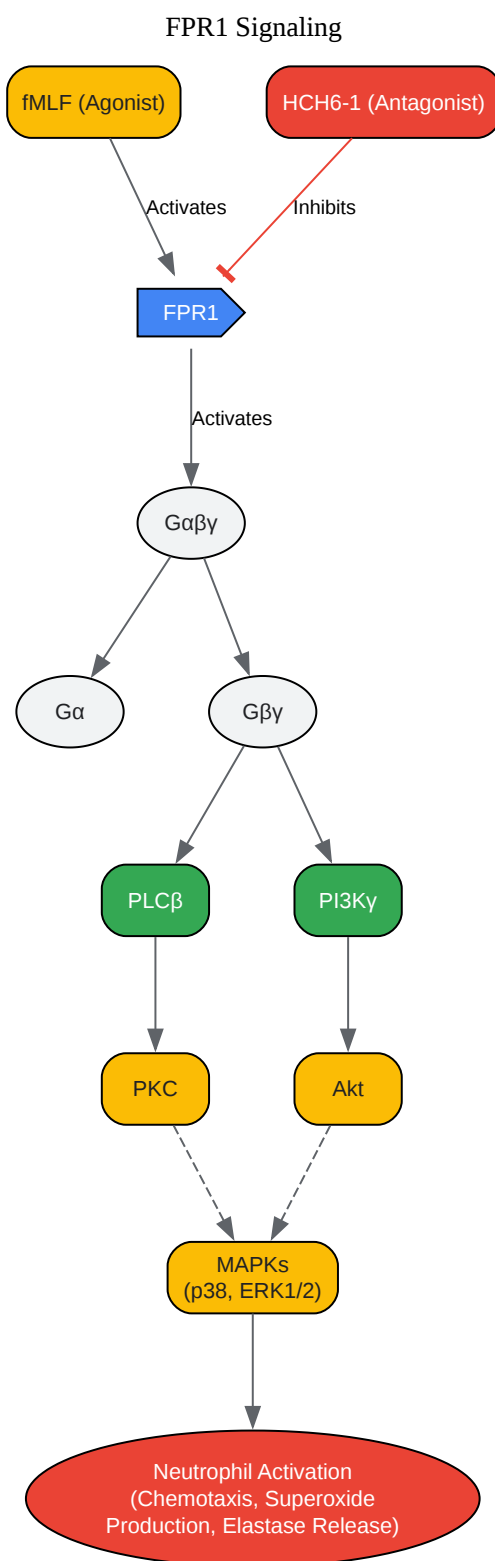 FPR1 Signaling
fMLF (Agonist)
HCH6-1 (Antagonist)
Activates
Inhibits
FPR1
Activates
Gαβγ
Gα
Gβγ
PLCβ
PI3Kγ
PKC
Akt
MAPKs
(p38, ERK1/2)
Neutrophil Activation
(Chemotaxis, Superoxide
Production, Elastase Release)